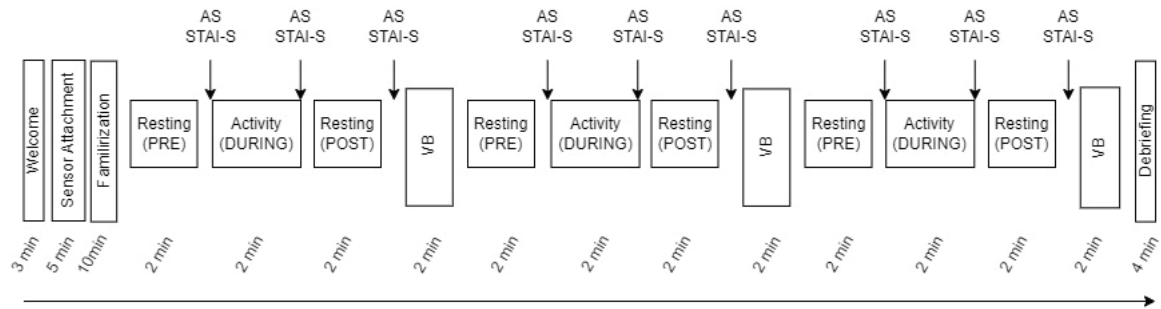 AS
STAI-S
AS
STAI-S
AS
STAI-S
AS
STAI-S
AS
STAI-S
AS
STAI-S
AS
STAI-S
AS
STAI-S
AS
STAI-S
Welcome
Sensor Attachment
Familirization
Resting
(PRE)
Activity
(DURING)
Resting
(POST)
VB
Resting
(PRE)
Activity
(DURING)
Resting
(POST)
VB
Resting
(PRE)
Activity
(DURING)
Resting
(POST)
VB
Debriefing
3 min
5 min
10min
2 min
2 min
2 min
2 min
2 min
2 min
2 min
2 min
2 min
2 min
2 min
2 min
4 min